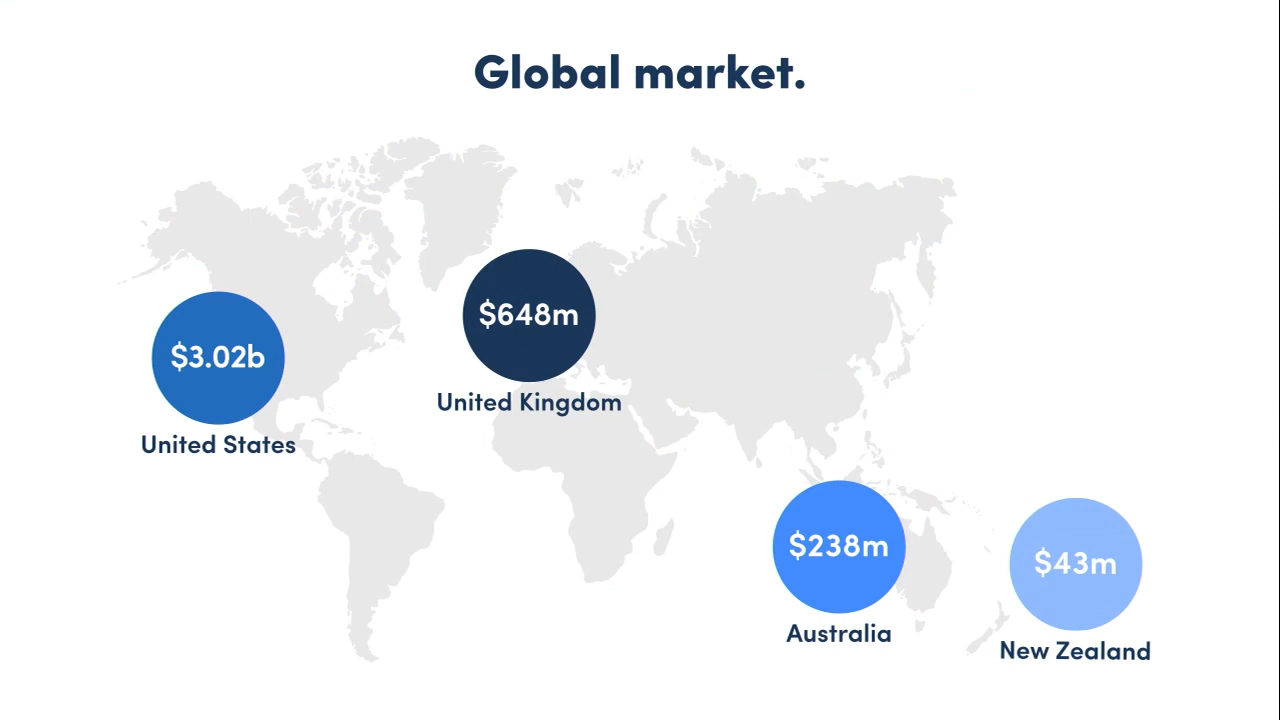 Global market.
$3.02b
United States
$648m
United Kingdom
$238m
Australia
$43m
New Zealand